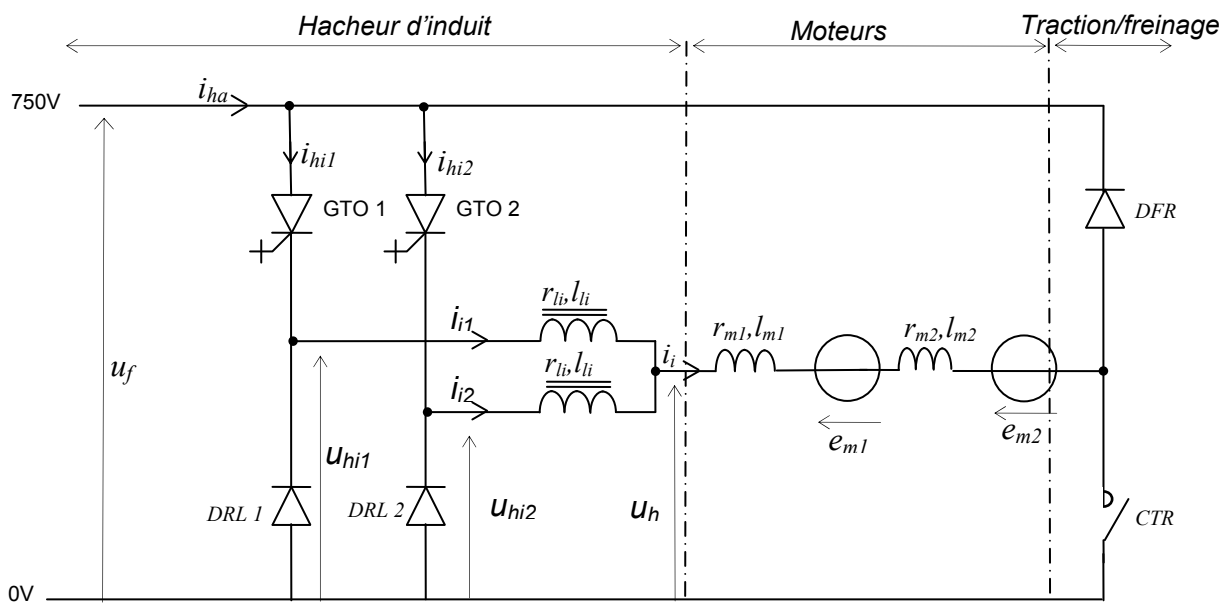 Hacheur d'induit
Moteurs
Traction/freinage
750V
i_ha
i_hi1
i_hi2
GTO 1
GTO 2
DFR
r_li,l_li
i_i1
r_m1,l_m1
r_m2,l_m2
u_f
i_i
r_li,l_li
i_i2
e_m1
e_m2
u_hi1
DRL 1
DRL 2
u_hi2
u_h
CTR
0V